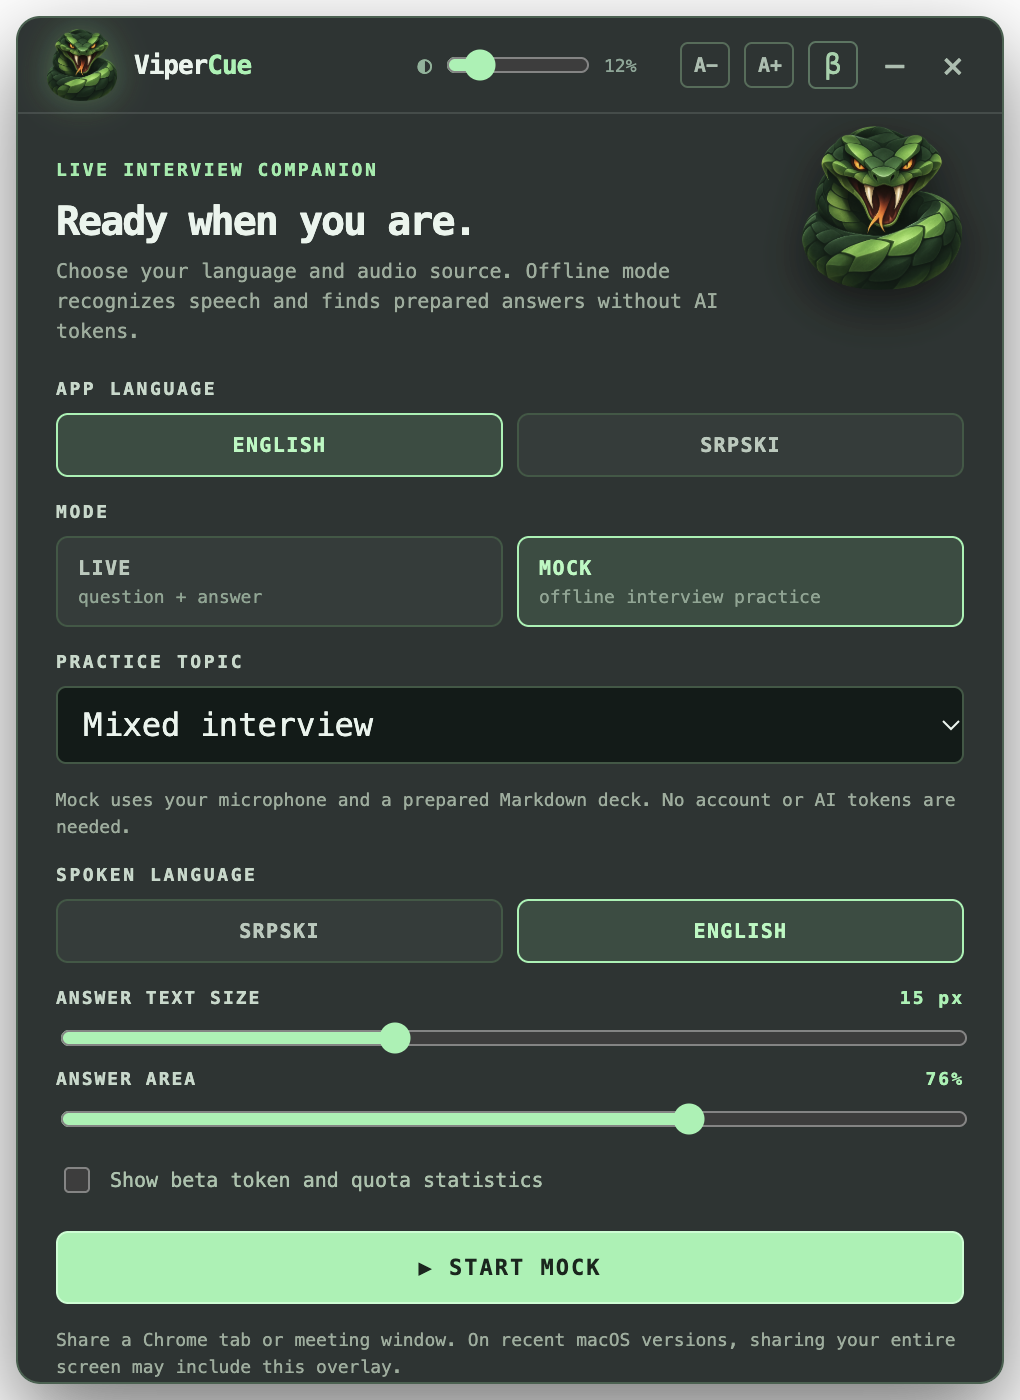 ViperCue
12%
A−
A+
β
LIVE INTERVIEW COMPANION
Ready when you are.
Choose your language and audio source. Offline mode
recognizes speech and finds prepared answers without AI
tokens.
APP LANGUAGE
ENGLISH
SRPSKI
MODE
LIVE
question + answer
MOCK
offline interview practice
PRACTICE TOPIC
Mixed interview
Mock uses your microphone and a prepared Markdown deck. No account or AI tokens are
needed.
SPOKEN LANGUAGE
SRPSKI
ENGLISH
ANSWER TEXT SIZE
15 px
ANSWER AREA
76%
Show beta token and quota statistics
▶ START MOCK
Share a Chrome tab or meeting window. On recent macOS versions, sharing your entire
screen may include this overlay.